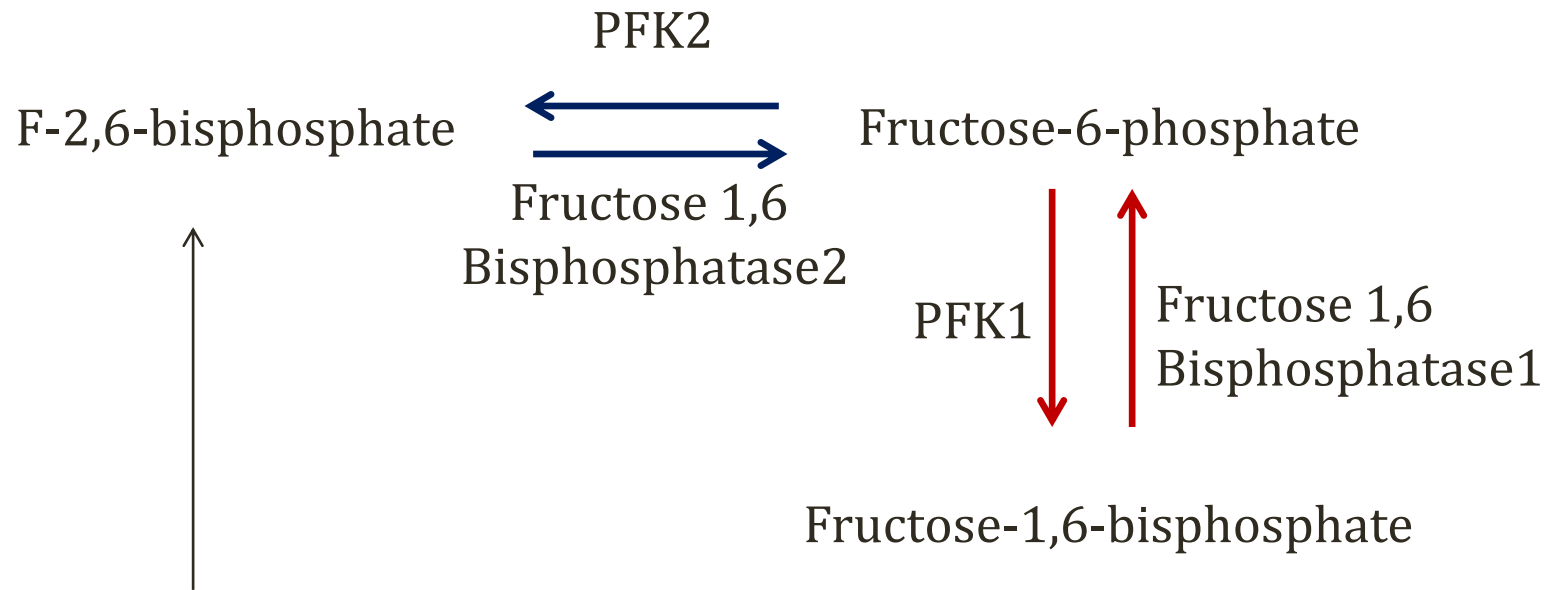 PFK2
F-2,6-bisphosphate
Fructose-6-phosphate
Fructose 1,6
Bisphosphatase2
PFK1
Fructose 1,6
Bisphosphatase1
Fructose-1,6-bisphosphate